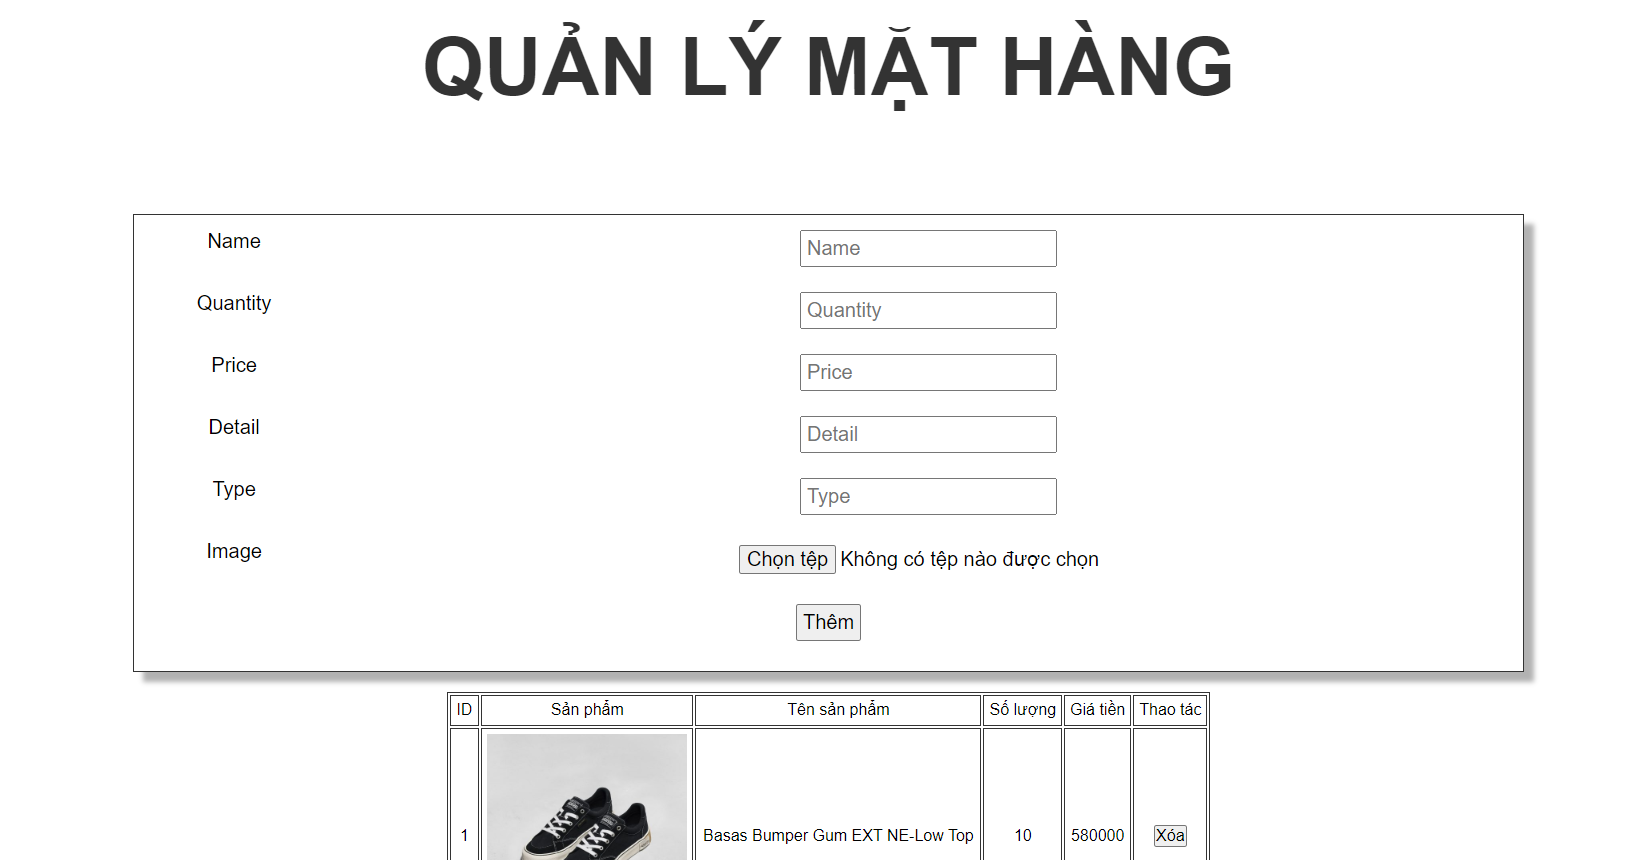 QUẢN LÝ MẶT HÀNG
Name Name
Quantity Quantity
Price Price
Detail Detail
Type Type
Image Chọn tệp Không có tệp nào được chọn
Thêm
ID Sản phẩm Tên sản phẩm Số lượng Giá tiền Thao tác
1 Basas Bumper Gum EXT NE-Low Top 10 580000 Xóa